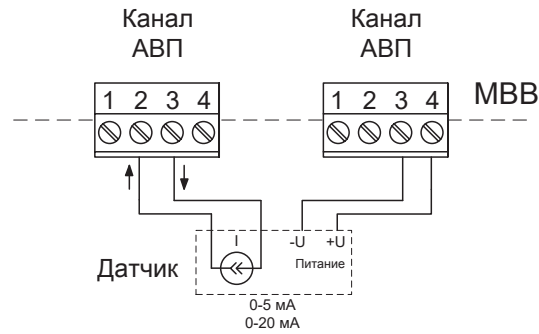 Канал
АВП
Канал
АВП
1 2 3 4
1 2 3 4
МВВ
I
-U +U
Питание
Датчик
0-5 мА
0-20 мА